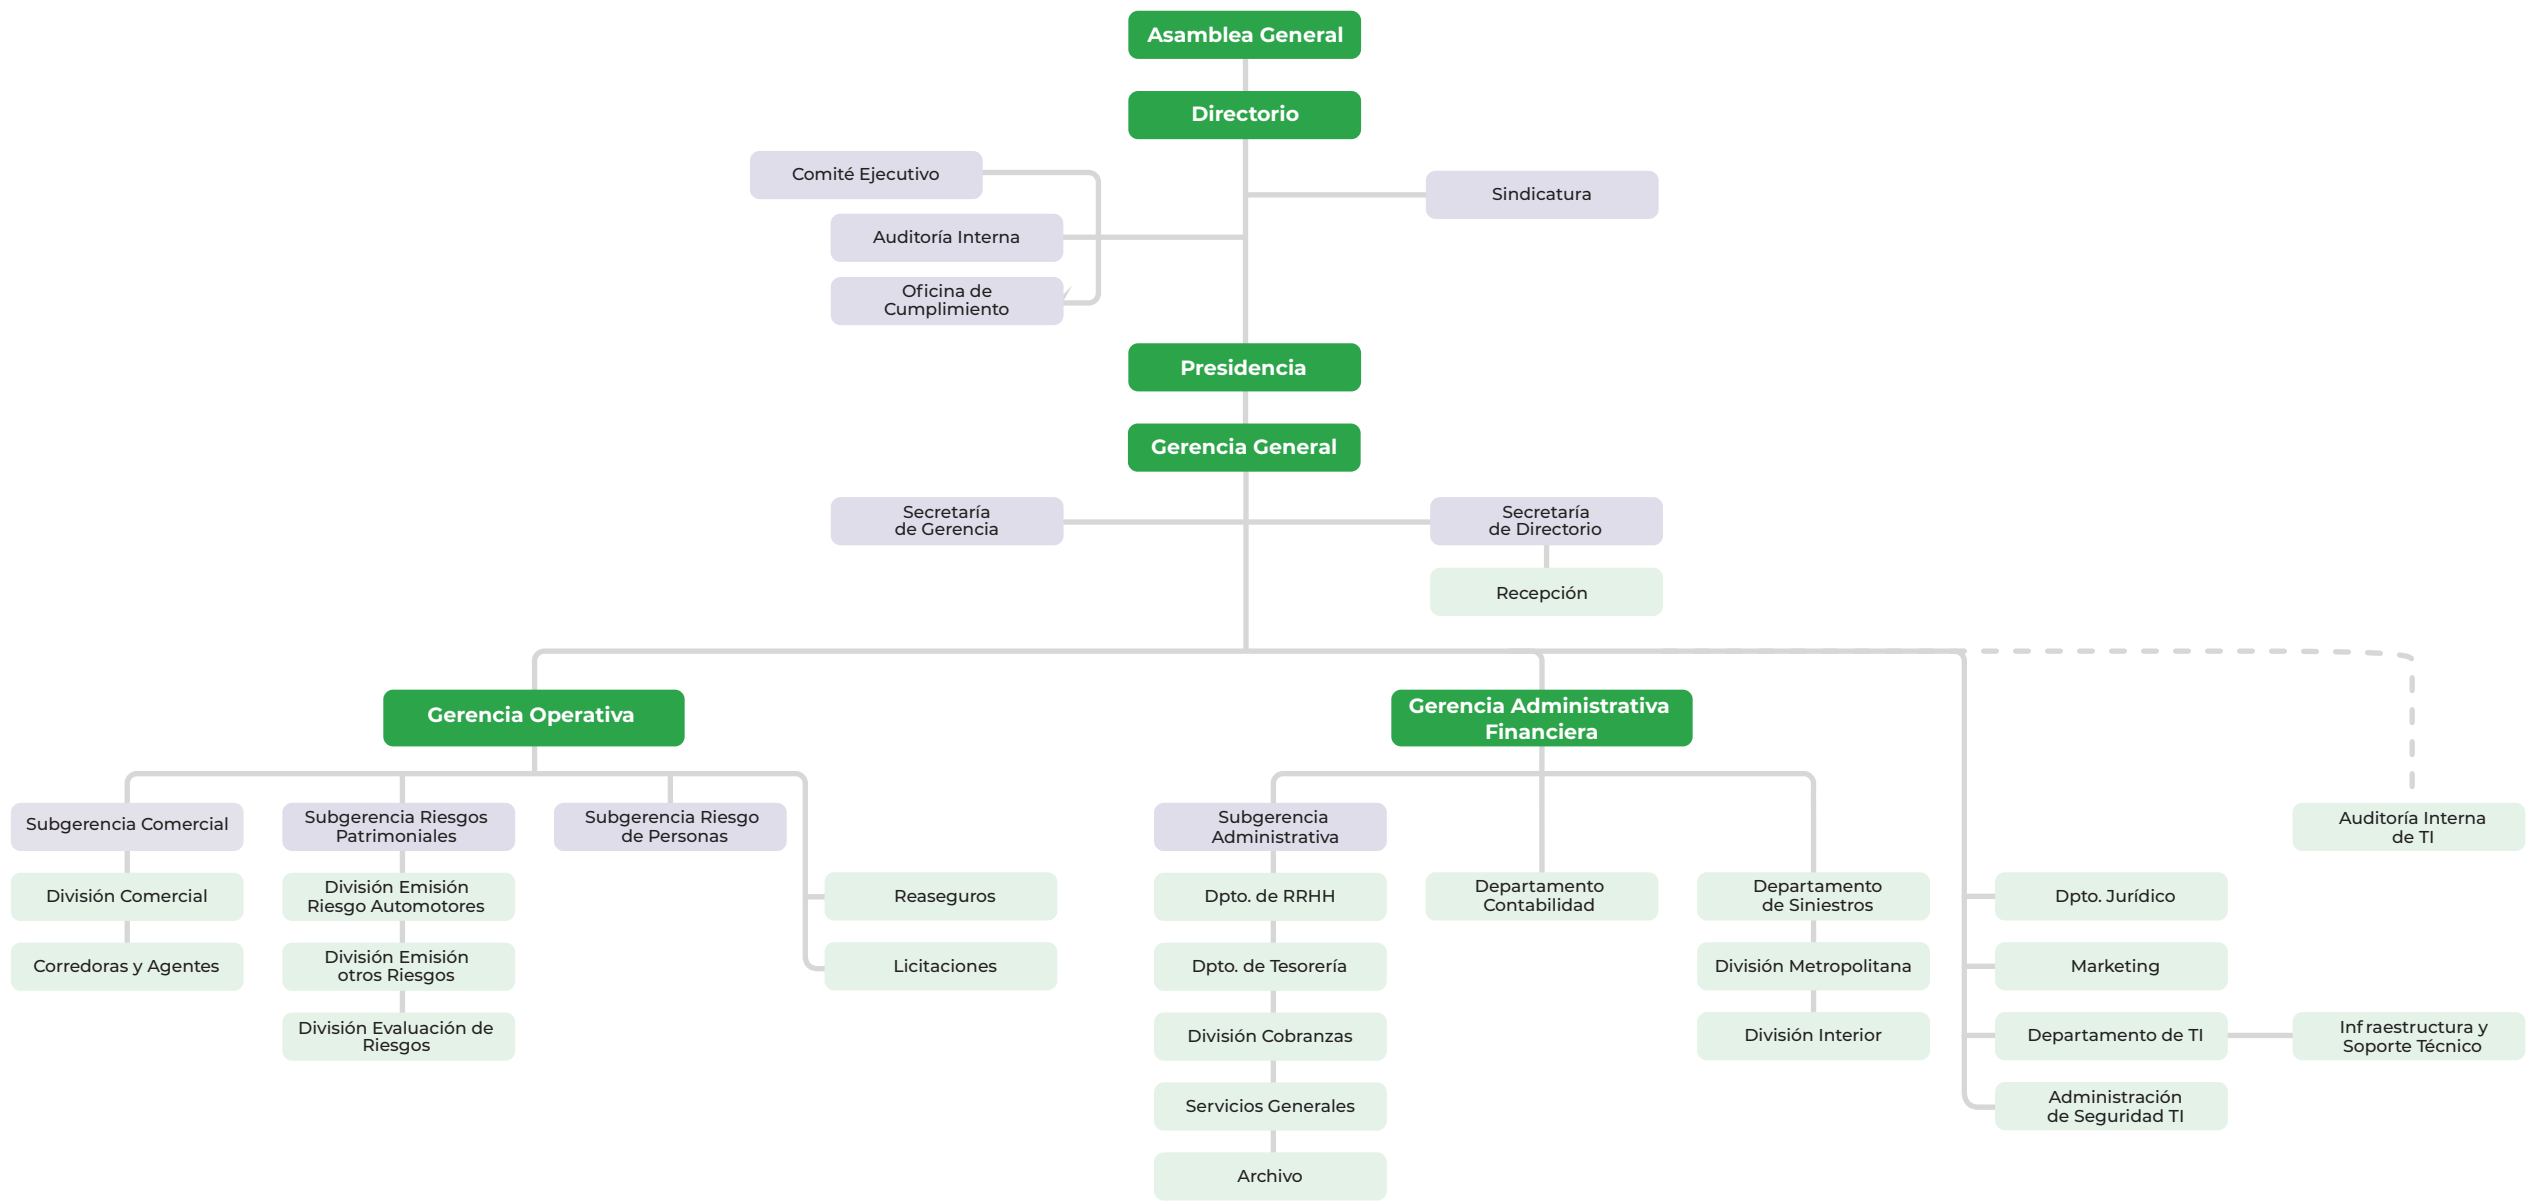 Asamblea General
Directorio
Comité Ejecutivo
Sindicatura
Auditoría Interna
Oficina de
Cumplimiento
Presidencia
Gerencia General
Secretaría
de Gerencia
Secretaría
de Directorio
Recepción
Gerencia Operativa
Gerencia Administrativa
Financiera
Subgerencia Comercial
Subgerencia Riesgos
Patrimoniales
Subgerencia Riesgo
de Personas
Subgerencia
Administrativa
Auditoría Interna
de TI
División Comercial
División Emisión
Riesgo Automotores
Reaseguros
Dpto. de RRHH
Departamento
Contabilidad
Departamento
de Siniestros
Dpto. Jurídico
Corredoras y Agentes
División Emisión
otros Riesgos
Licitaciones
Dpto. de Tesorería
División Metropolitana
Marketing
División Evaluación de
Riesgos
División Cobranzas
División Interior
Departamento de TI
Infraestructura y
Soporte Técnico
Servicios Generales
Administración
de Seguridad TI
Archivo